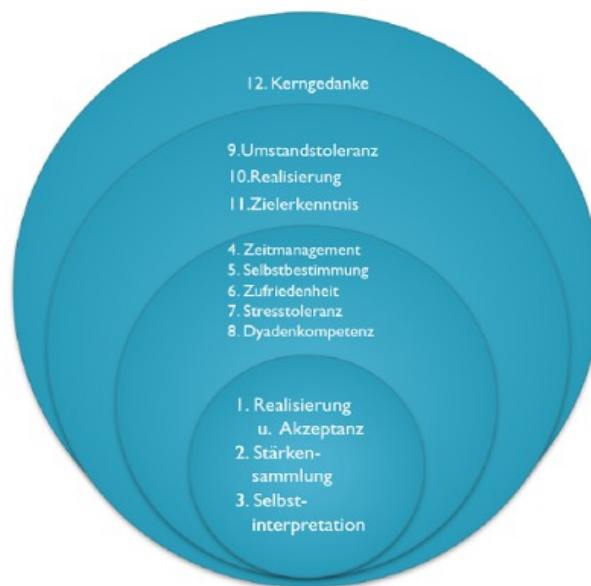 12. Kerngedanke
9.Umstandstoleranz
10.Realisierung
11.Zielerkenntnis
4. Zeitmanagement
5. Selbstbestimmung
6. Zufriedenheit
7. Stresstoleranz
8. Dyadenkompetenz
1. Realisierung
u. Akzeptanz
2. Stärken-
sammlung
3. Selbst-
interpretation